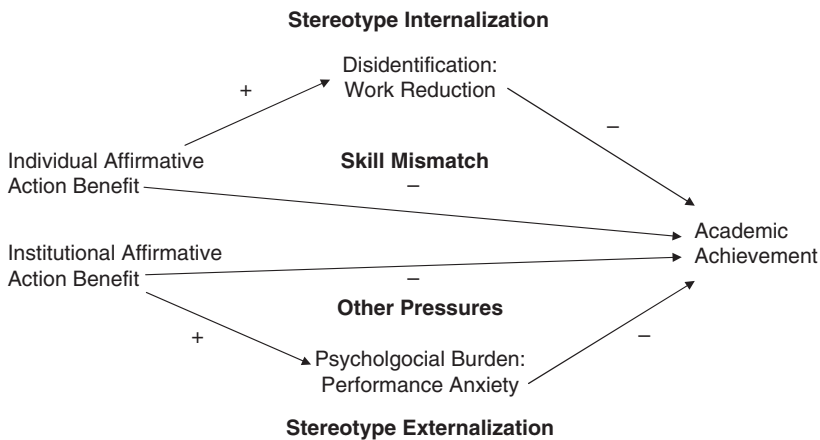 Stereotype Internalization
Disidentification:
Work Reduction
+
–
Individual Affirmative
Action Benefit
Skill Mismatch
–
Academic
Achievement
Institutional Affirmative
Action Benefit
–
Other Pressures
+
–
Psycholgocial Burden:
Performance Anxiety
Stereotype Externalization